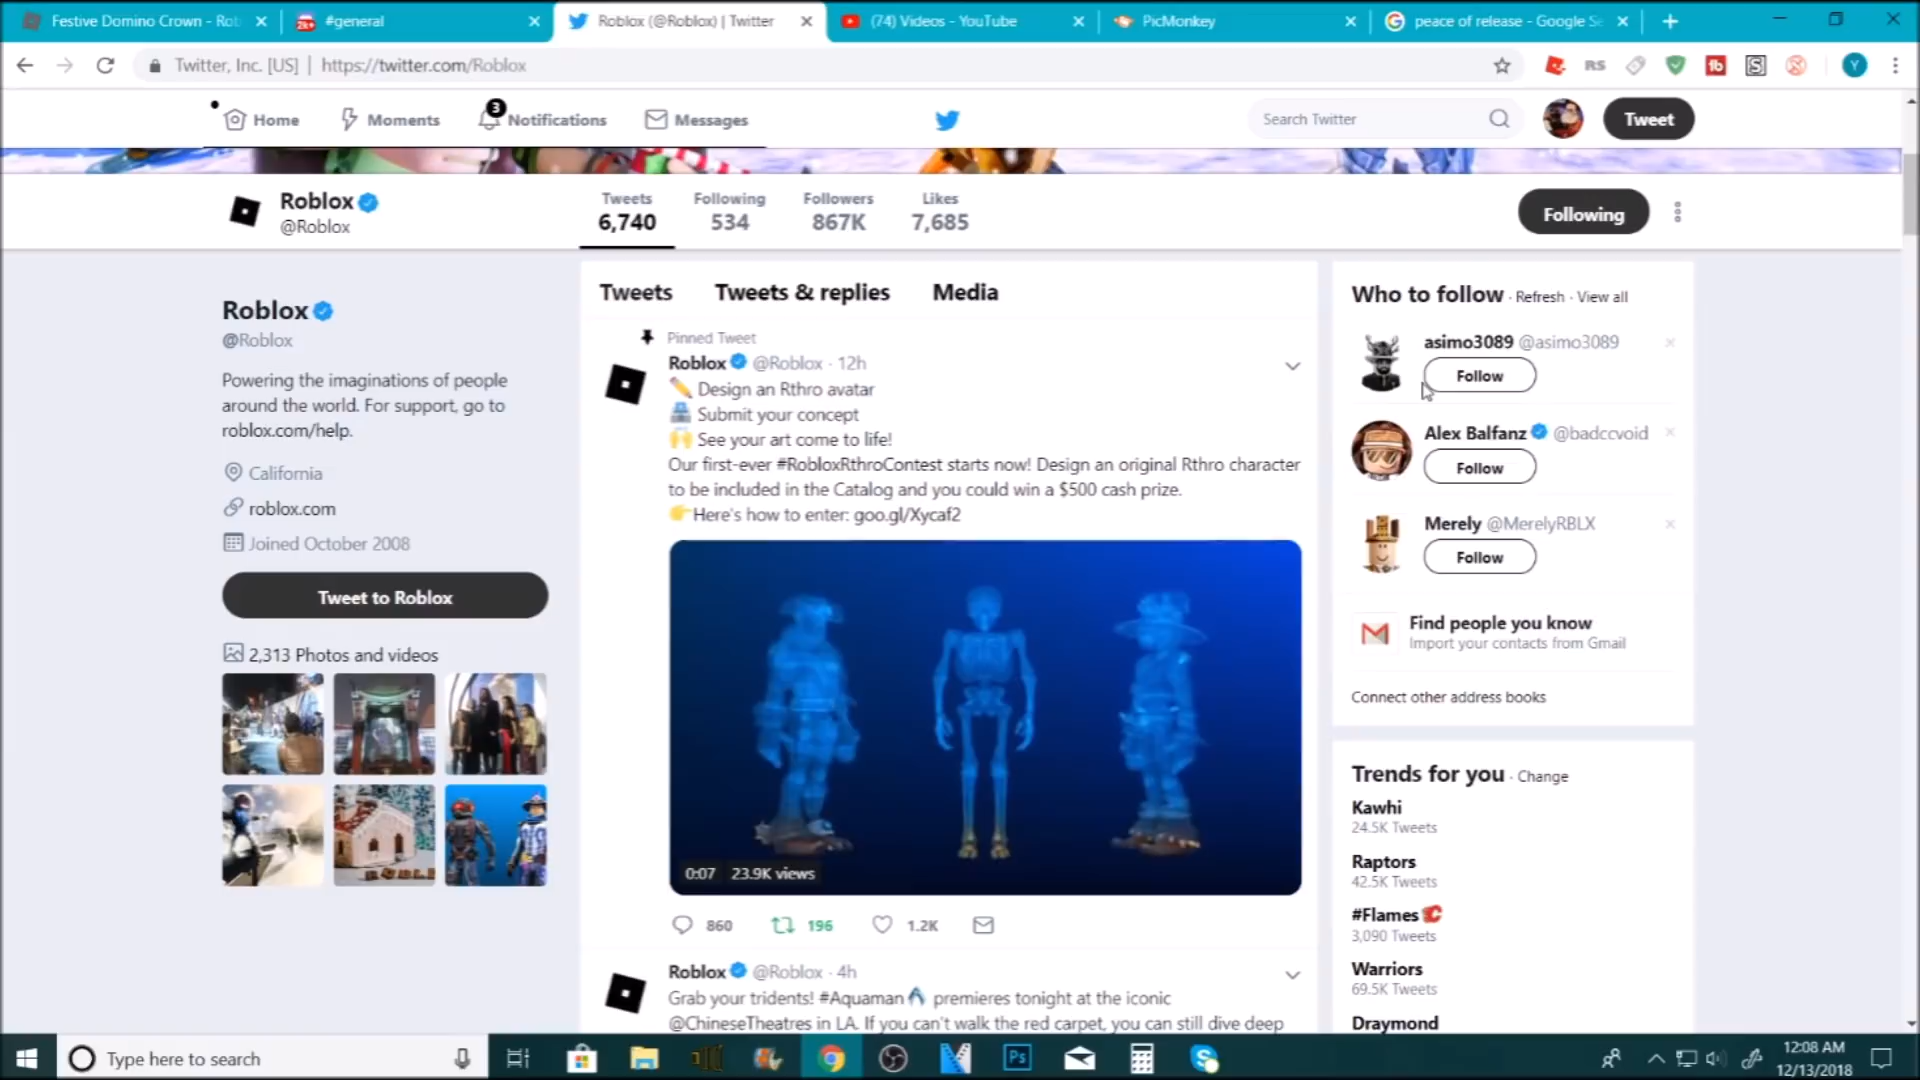 Festive Domino Crown - Rob
#general
Roblox (@Roblox) | Twitter
(74) Videos - YouTube
PicMonkey
peace of release - Google Se
Twitter, Inc. [US] | https://twitter.com/Roblox
RS
Y
Home
Moments
3
Notifications
Messages
Search Twitter
Tweet
Roblox
@Roblox
Tweets
6,740
Following
534
Followers
867K
Likes
7,685
Following
Roblox
@Roblox
Powering the imaginations of people
around the world. For support, go to
roblox.com/help.
California
roblox.com
Joined October 2008
Tweet to Roblox
2,313 Photos and videos
Tweets
Tweets & replies
Media
Pinned Tweet
Roblox @Roblox · 12h
✏️ Design an Rthro avatar
Submit your concept
🙌 See your art come to life!
Our first-ever #RobloxRthroContest starts now! Design an original Rthro character
to be included in the Catalog and you could win a $500 cash prize.
👉Here's how to enter: goo.gl/Xycaf2
0:07 23.9K views
860
196
1.2K
Roblox @Roblox · 4h
Grab your tridents! #Aquaman premieres tonight at the iconic
@ChineseTheatres in LA. If you can't walk the red carpet, you can still dive deep
Who to follow · Refresh · View all
asimo3089 @asimo3089
Follow
Alex Balfanz @badccvoid
Follow
Merely @MerelyRBLX
Follow
Find people you know
Import your contacts from Gmail
Connect other address books
Trends for you · Change
Kawhi
24.5K Tweets
Raptors
42.5K Tweets
#Flames
3,090 Tweets
Warriors
69.5K Tweets
Draymond
Type here to search
Ps
12:08 AM
12/13/2018